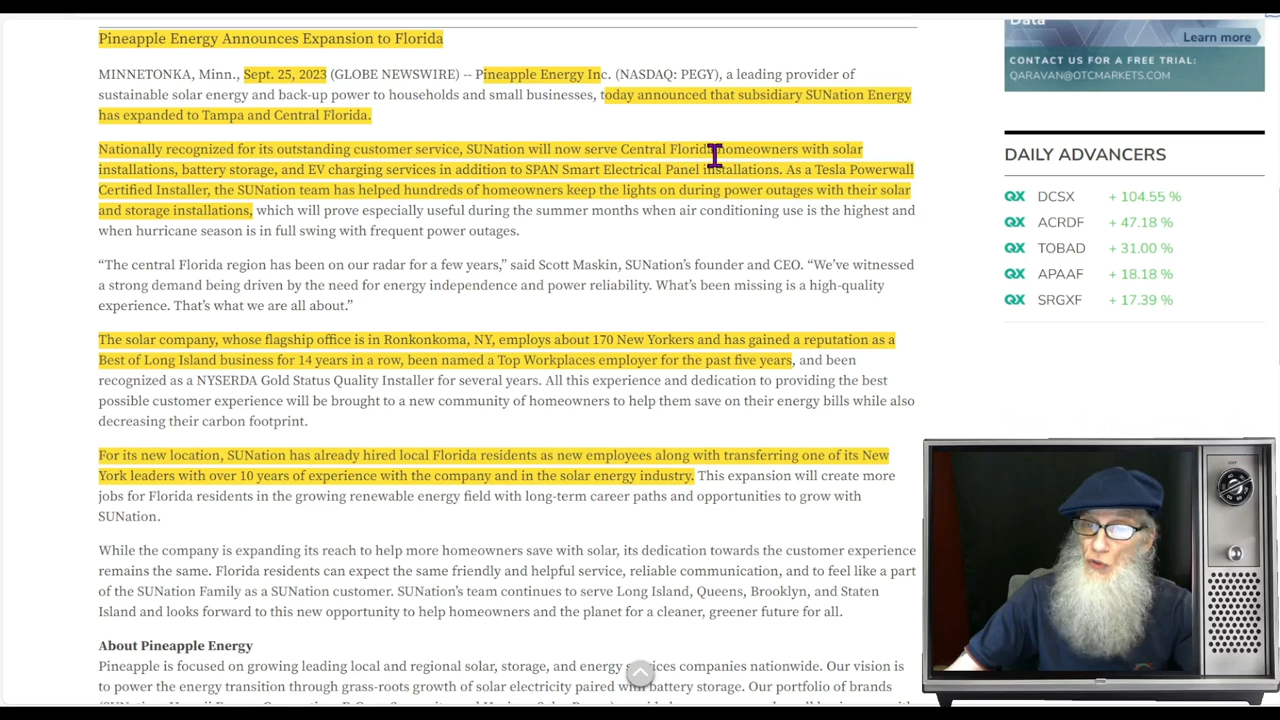 Data
Learn more
CONTACT US FOR A FREE TRIAL:
QARAVAN@OTCMARKETS.COM
Pineapple Energy Announces Expansion to Florida
MINNETONKA, Minn., Sept. 25, 2023 (GLOBE NEWSWIRE) -- Pineapple Energy Inc. (NASDAQ: PEGY), a leading provider of
sustainable solar energy and back-up power to households and small businesses, today announced that subsidiary SUNation Energy
has expanded to Tampa and Central Florida.
Nationally recognized for its outstanding customer service, SUNation will now serve Central Florida homeowners with solar
installations, battery storage, and EV charging services in addition to SPAN Smart Electrical Panel installations. As a Tesla Powerwall
Certified Installer, the SUNation team has helped hundreds of homeowners keep the lights on during power outages with their solar
and storage installations, which will prove especially useful during the summer months when air conditioning use is the highest and
when hurricane season is in full swing with frequent power outages.
“The central Florida region has been on our radar for a few years,” said Scott Maskin, SUNation’s founder and CEO. “We’ve witnessed
a strong demand being driven by the need for energy independence and power reliability. What’s been missing is a high-quality
experience. That’s what we are all about.”
The solar company, whose flagship office is in Ronkonkoma, NY, employs about 170 New Yorkers and has gained a reputation as a
Best of Long Island business for 14 years in a row, been named a Top Workplaces employer for the past five years, and been
recognized as a NYSERDA Gold Status Quality Installer for several years. All this experience and dedication to providing the best
possible customer experience will be brought to a new community of homeowners to help them save on their energy bills while also
decreasing their carbon footprint.
For its new location, SUNation has already hired local Florida residents as new employees along with transferring one of its New
York leaders with over 10 years of experience with the company and in the solar energy industry. This expansion will create more
jobs for Florida residents in the growing renewable energy field with long-term career paths and opportunities to grow with
SUNation.
While the company is expanding its reach to help more homeowners save with solar, its dedication towards the customer experience
remains the same. Florida residents can expect the same friendly and helpful service, reliable communication, and to feel like a part
of the SUNation Family as a SUNation customer. SUNation’s team continues to serve Long Island, Queens, Brooklyn, and Staten
Island and looks forward to this new opportunity to help homeowners and the planet for a cleaner, greener future for all.
About Pineapple Energy
Pineapple is focused on growing leading local and regional solar, storage, and energy services companies nationwide. Our vision is
to power the energy transition through grass-roots growth of solar electricity paired with battery storage. Our portfolio of brands
DAILY ADVANCERS
QX DCSX + 104.55 %
QX ACRDF + 47.18 %
QX TOBAD + 31.00 %
QX APAAF + 18.18 %
QX SRGXF + 17.39 %